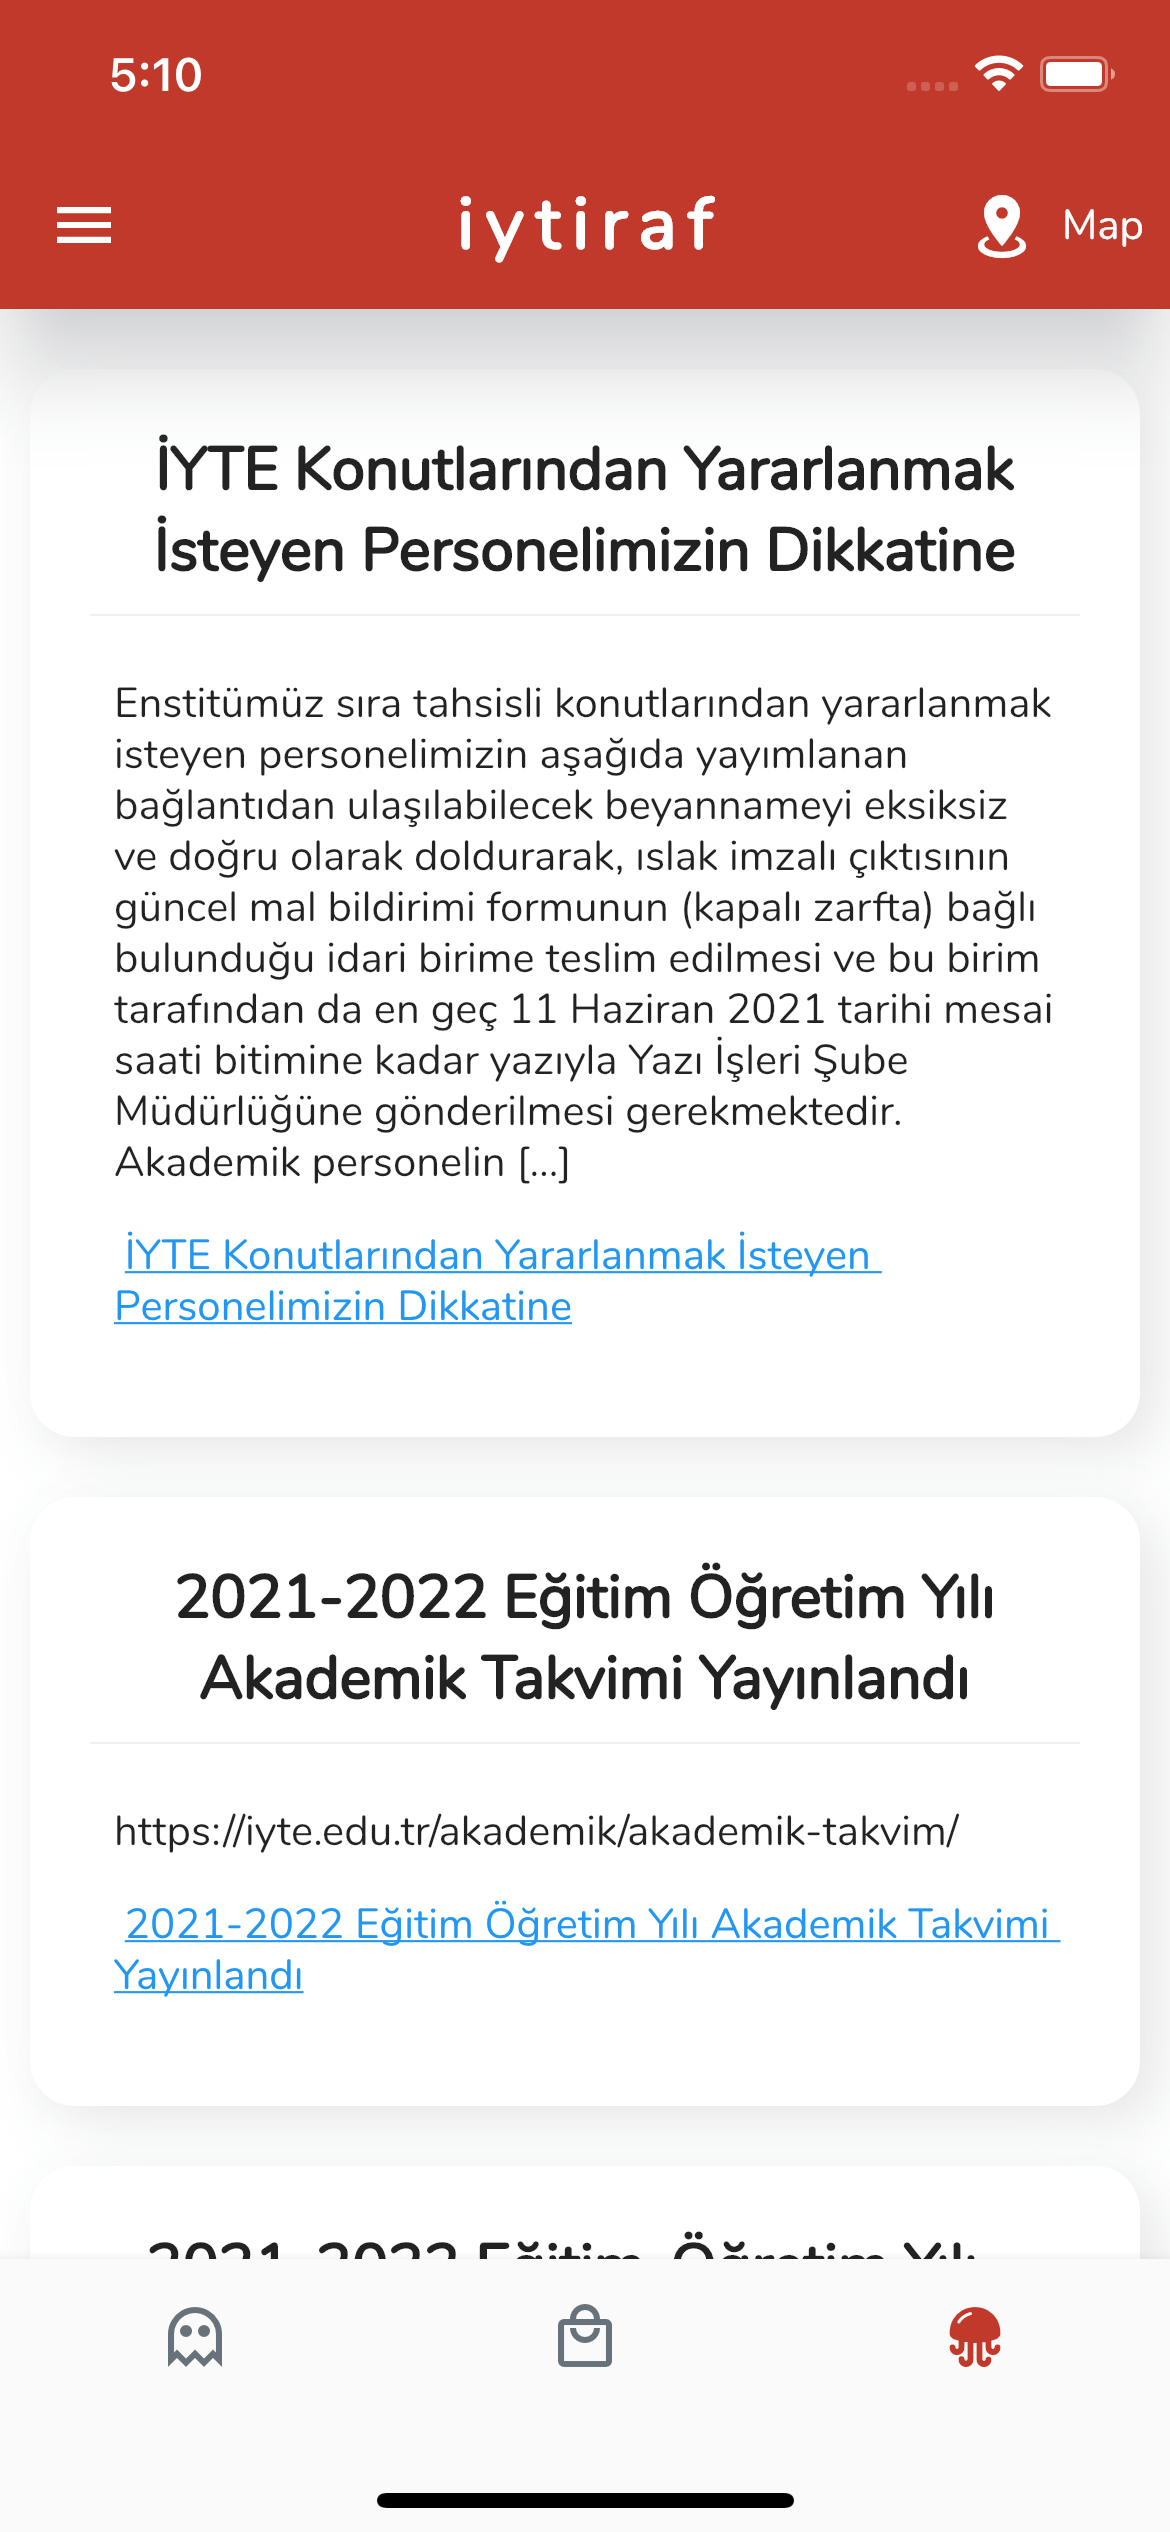 5:10
iytiraf
Map
İYTE Konutlarından Yararlanmak
İsteyen Personelimizin Dikkatine
Enstitümüz sıra tahsisli konutlarından yararlanmak
isteyen personelimizin aşağıda yayımlanan
bağlantıdan ulaşılabilecek beyannameyi eksiksiz
ve doğru olarak doldurarak, ıslak imzalı çıktısının
güncel mal bildirimi formunun (kapalı zarfta) bağlı
bulunduğu idari birime teslim edilmesi ve bu birim
tarafından da en geç 11 Haziran 2021 tarihi mesai
saati bitimine kadar yazıyla Yazı İşleri Şube
Müdürlüğüne gönderilmesi gerekmektedir.
Akademik personelin [...]
İYTE Konutlarından Yararlanmak İsteyen
Personelimizin Dikkatine
2021-2022 Eğitim Öğretim Yılı
Akademik Takvimi Yayınlandı
https://iyte.edu.tr/akademik/akademik-takvim/
2021-2022 Eğitim Öğretim Yılı Akademik Takvimi
Yayınlandı
2021-2022 Eğitim Öğretim Yılı